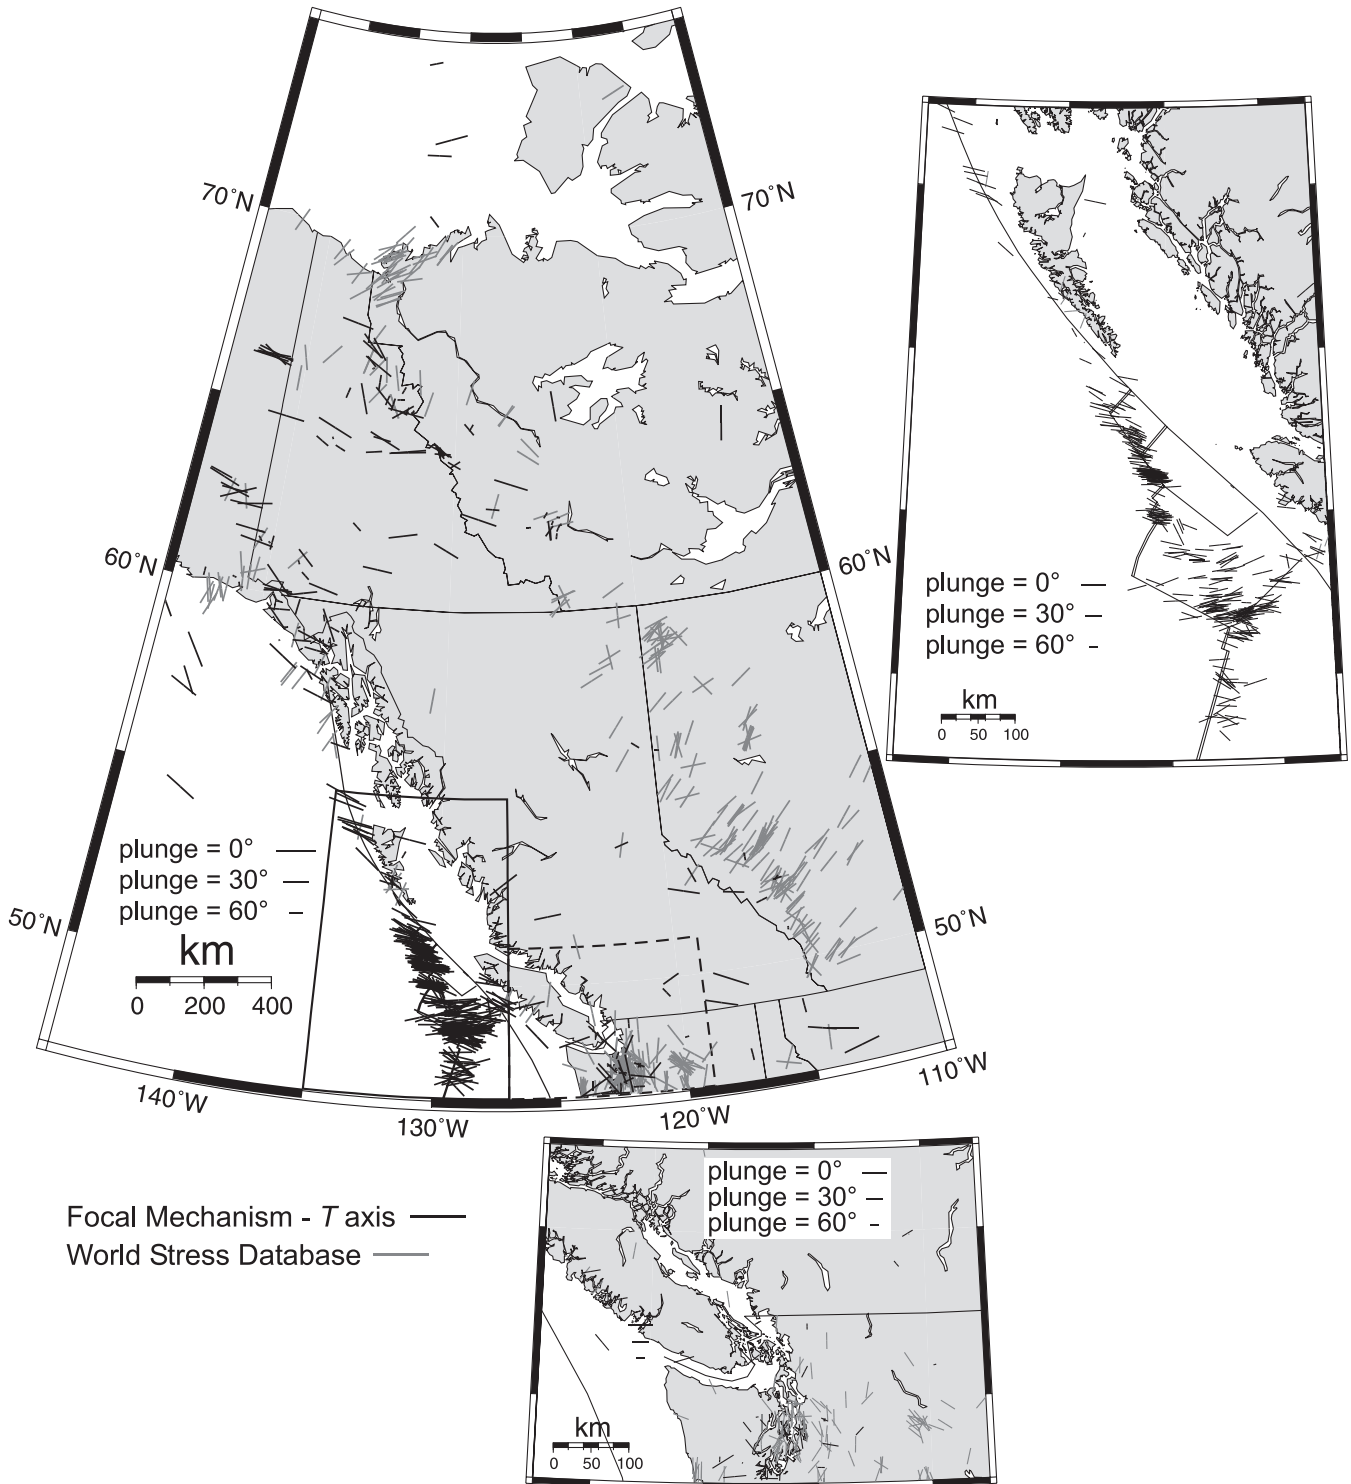 70°N
70°N
60°N
60°N
plunge = 0°
plunge = 30°
plunge = 60°
km
0 50 100
plunge = 0°
plunge = 30°
plunge = 60°
km
0 200 400
50°N
50°N
140°W
130°W
120°W
110°W
plunge = 0°
plunge = 30°
plunge = 60°
km
0 50 100
Focal Mechanism - T axis
World Stress Database